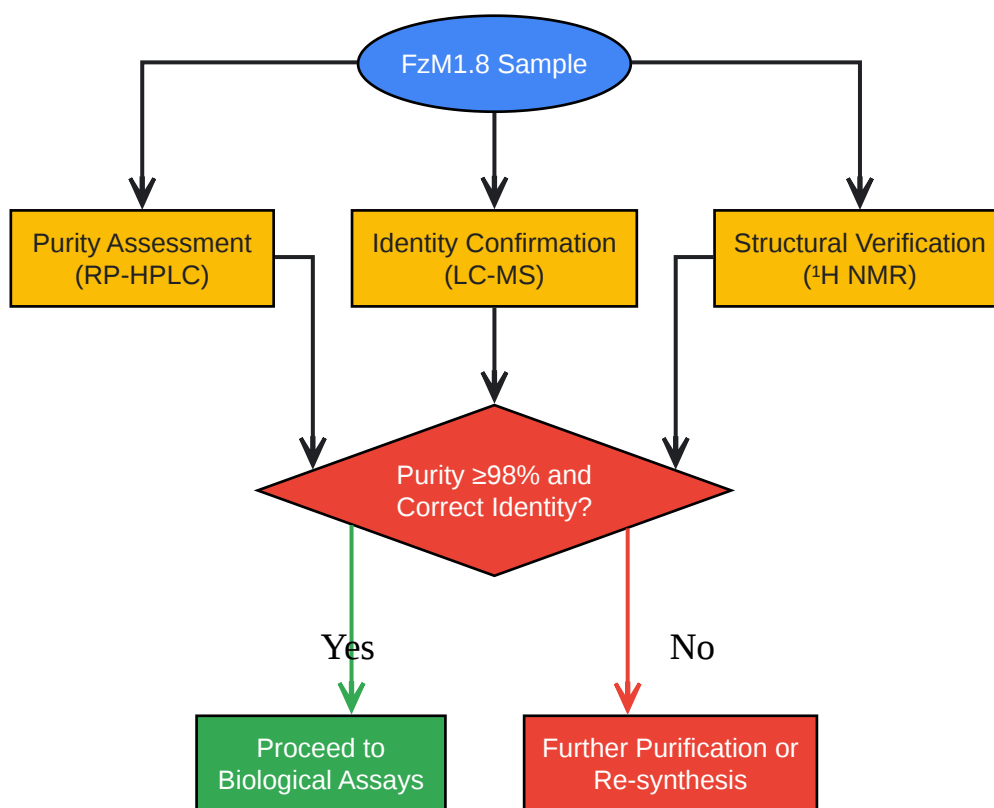 FzM1.8 Sample
Purity Assessment
(RP-HPLC)
Identity Confirmation
(LC-MS)
Structural Verification
(¹H NMR)
Purity ≥98% and
Correct Identity?
Yes
No
Proceed to
Biological Assays
Further Purification or
Re-synthesis